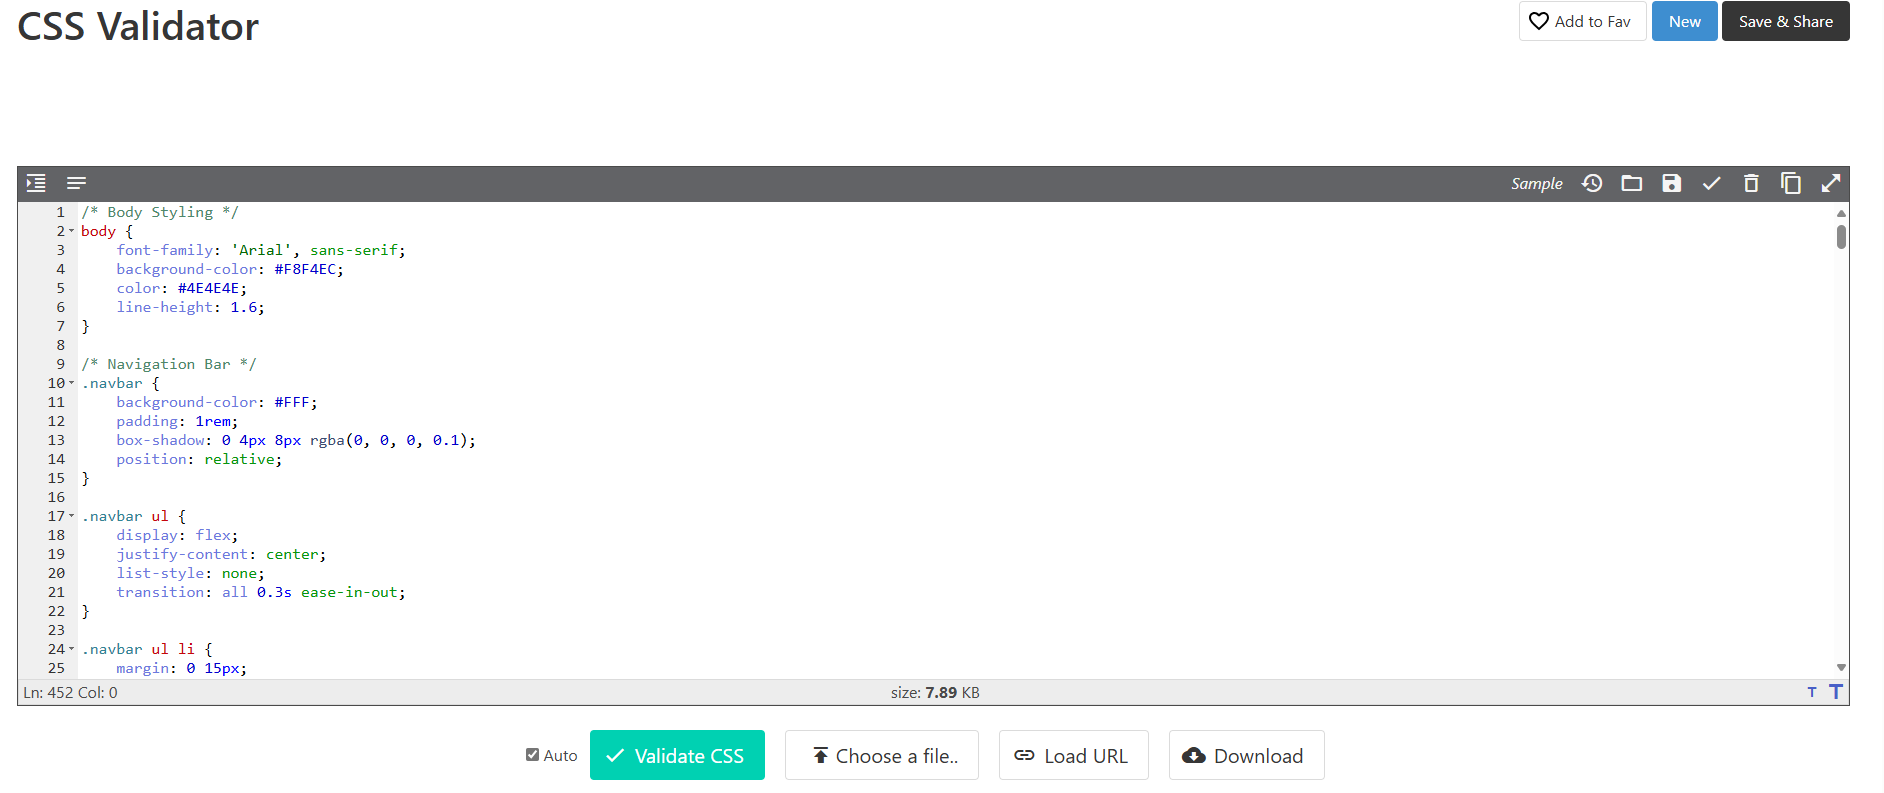 CSS Validator
Add to Fav
New
Save & Share
Sample
1 /* Body Styling */
2 body {
3 font-family: 'Arial', sans-serif;
4 background-color: #F8F4EC;
5 color: #4E4E4E;
6 line-height: 1.6;
7 }
8
9 /* Navigation Bar */
10 .navbar {
11 background-color: #FFF;
12 padding: 1rem;
13 box-shadow: 0 4px 8px rgba(0, 0, 0, 0.1);
14 position: relative;
15 }
16
17 .navbar ul {
18 display: flex;
19 justify-content: center;
20 list-style: none;
21 transition: all 0.3s ease-in-out;
22 }
23
24 .navbar ul li {
25 margin: 0 15px;
Ln: 452 Col: 0
size: 7.89 KB
T T
Auto
Validate CSS
Choose a file..
Load URL
Download